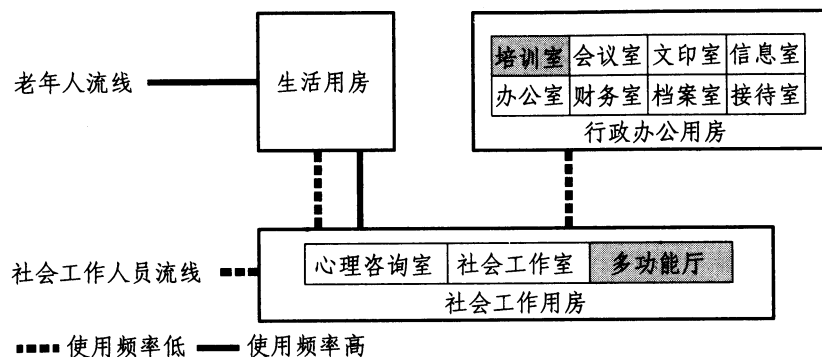 老年人流线
生活用房
培训室 会议室 文印室 信息室
办公室 财务室 档案室 接待室
行政办公用房
社会工作人员流线
心理咨询室 社会工作室 多功能厅
社会工作用房
使用频率低 使用频率高